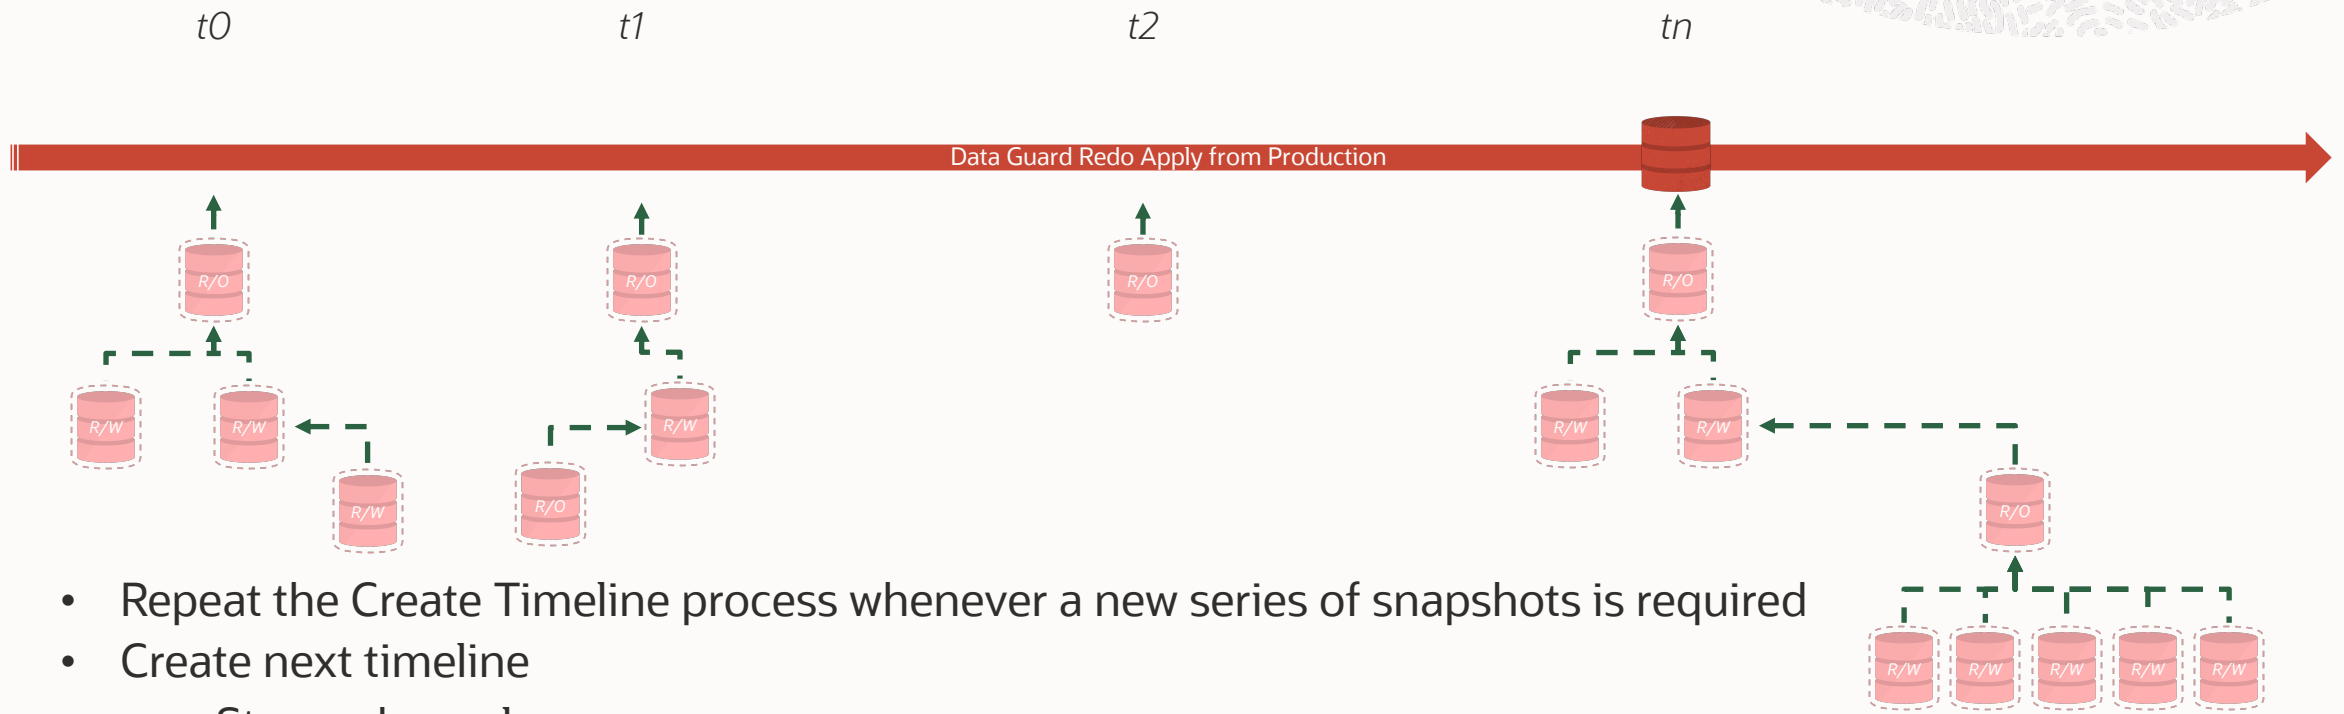 t0
t1
t2
tn
Data Guard Redo Apply from Production
R/O
R/O
R/O
R/O
R/W
R/W
R/W
R/W
R/W
R/W
R/O
R/O
• Repeat the Create Timeline process whenever a new series of snapshots is required
• Create next timeline
R/W
R/W
R/W
R/W
R/W